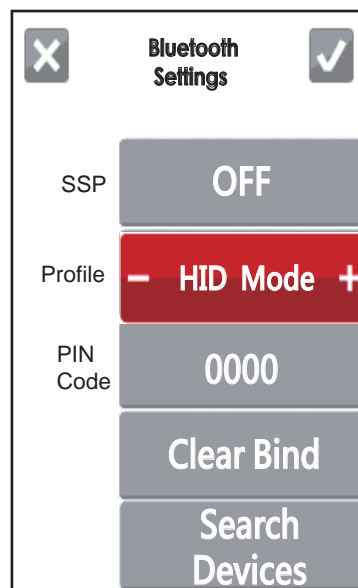 Bluetooth
Settings
SSP OFF
Profile − HID Mode +
PIN
Code 0000
Clear Bind
Search
Devices